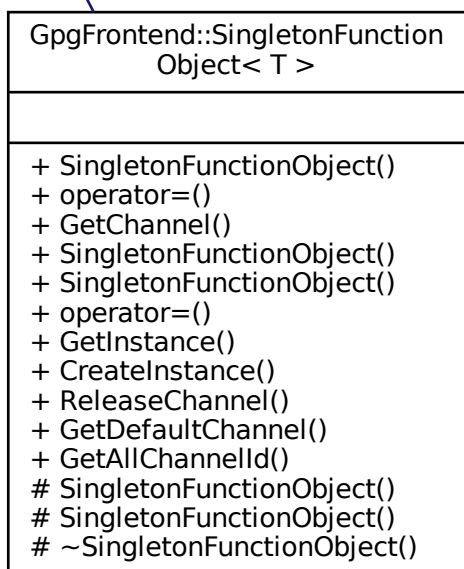 GpgFrontend::SingletonFunction
Object< T >
+ SingletonFunctionObject()
+ operator=()
+ GetChannel()
+ SingletonFunctionObject()
+ SingletonFunctionObject()
+ operator=()
+ GetInstance()
+ CreateInstance()
+ ReleaseChannel()
+ GetDefaultChannel()
+ GetAllChannelId()
# SingletonFunctionObject()
# SingletonFunctionObject()
# ~SingletonFunctionObject()